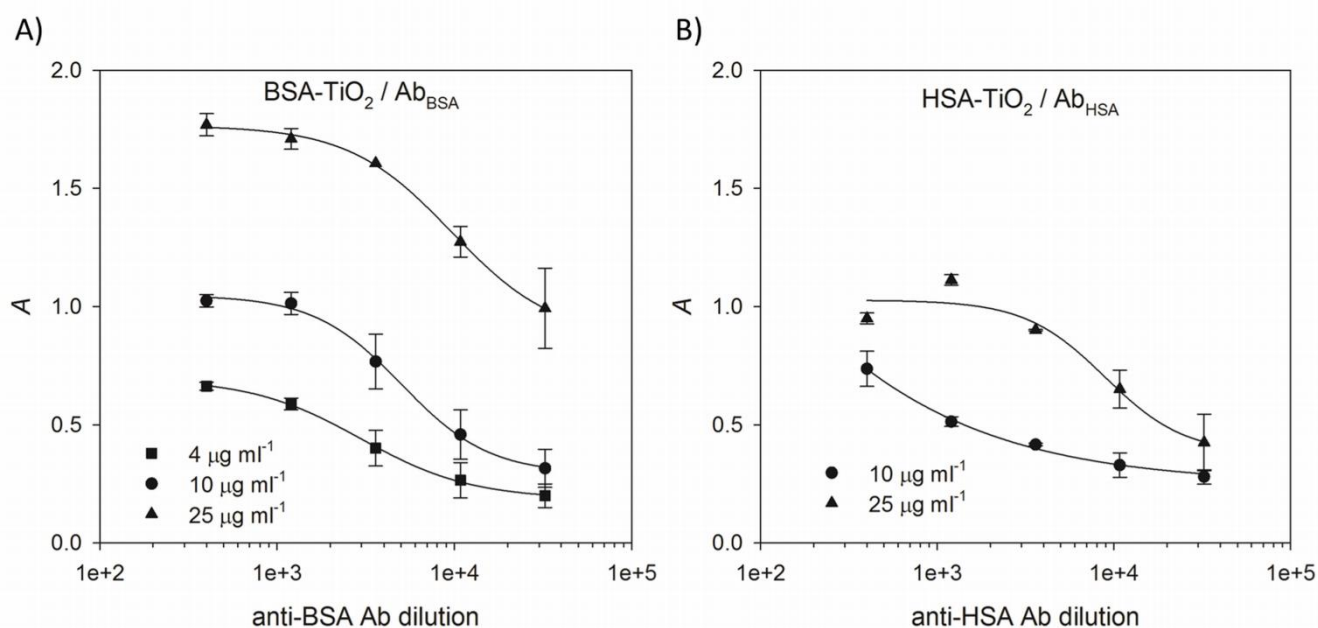 A)
BSA-TiO₂ / Ab_BSA
2.0
1.5
1.0
0.5
0.0
A
4 µg ml⁻¹
10 µg ml⁻¹
25 µg ml⁻¹
1e+2
1e+3
1e+4
1e+5
anti-BSA Ab dilution
B)
HSA-TiO₂ / Ab_HSA
2.0
1.5
1.0
0.5
0.0
A
10 µg ml⁻¹
25 µg ml⁻¹
1e+2
1e+3
1e+4
1e+5
anti-HSA Ab dilution